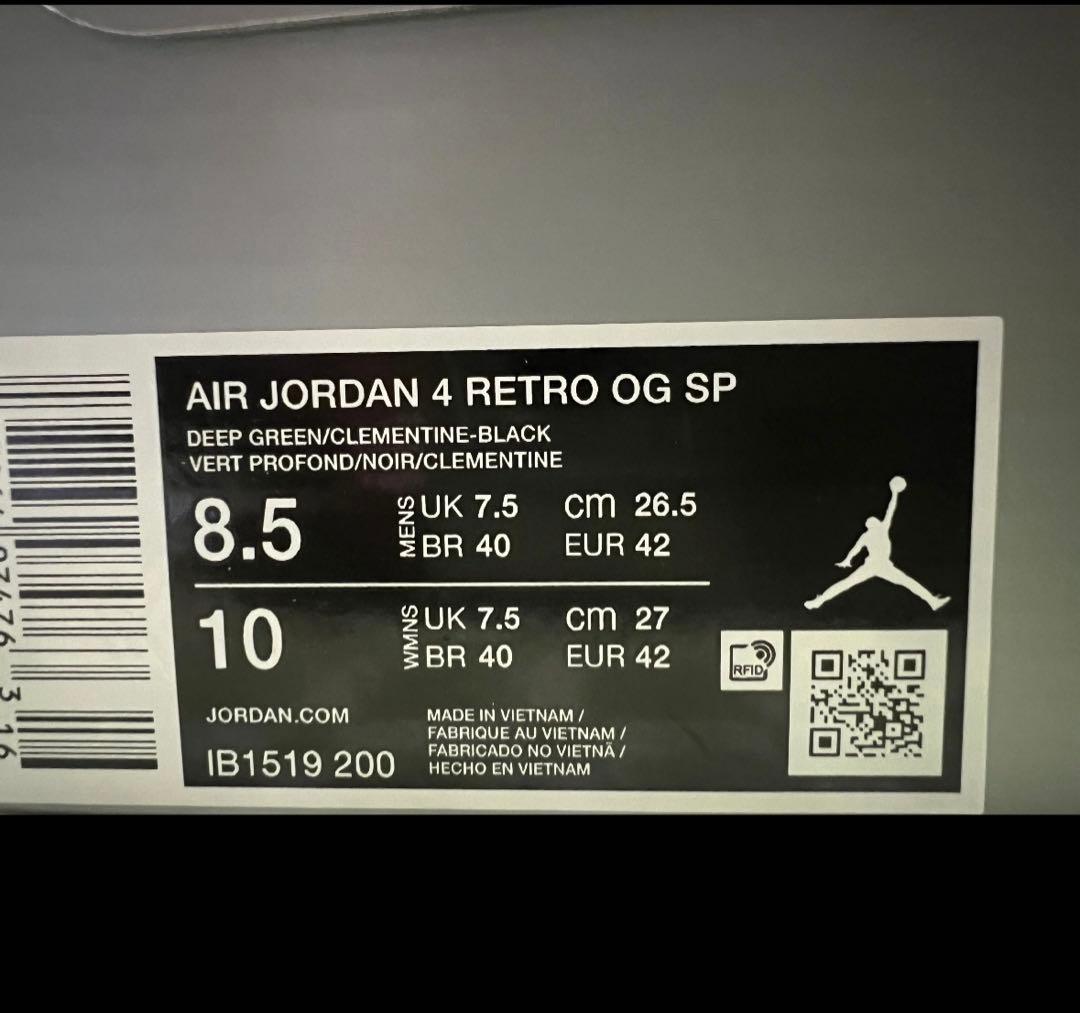 AIR JORDAN 4 RETRO OG SP
DEEP GREEN/CLEMENTINE-BLACK
VERT PROFOND/NOIR/CLEMENTINE
8.5
MENS
UK 7.5 cm 26.5
BR 40 EUR 42
10
WMNS
UK 7.5 cm 27
BR 40 EUR 42
RFID
JORDAN.COM
IB1519 200
MADE IN VIETNAM /
FABRIQUE AU VIETNAM /
FABRICADO NO VIETNÃ /
HECHO EN VIETNAM
3 16